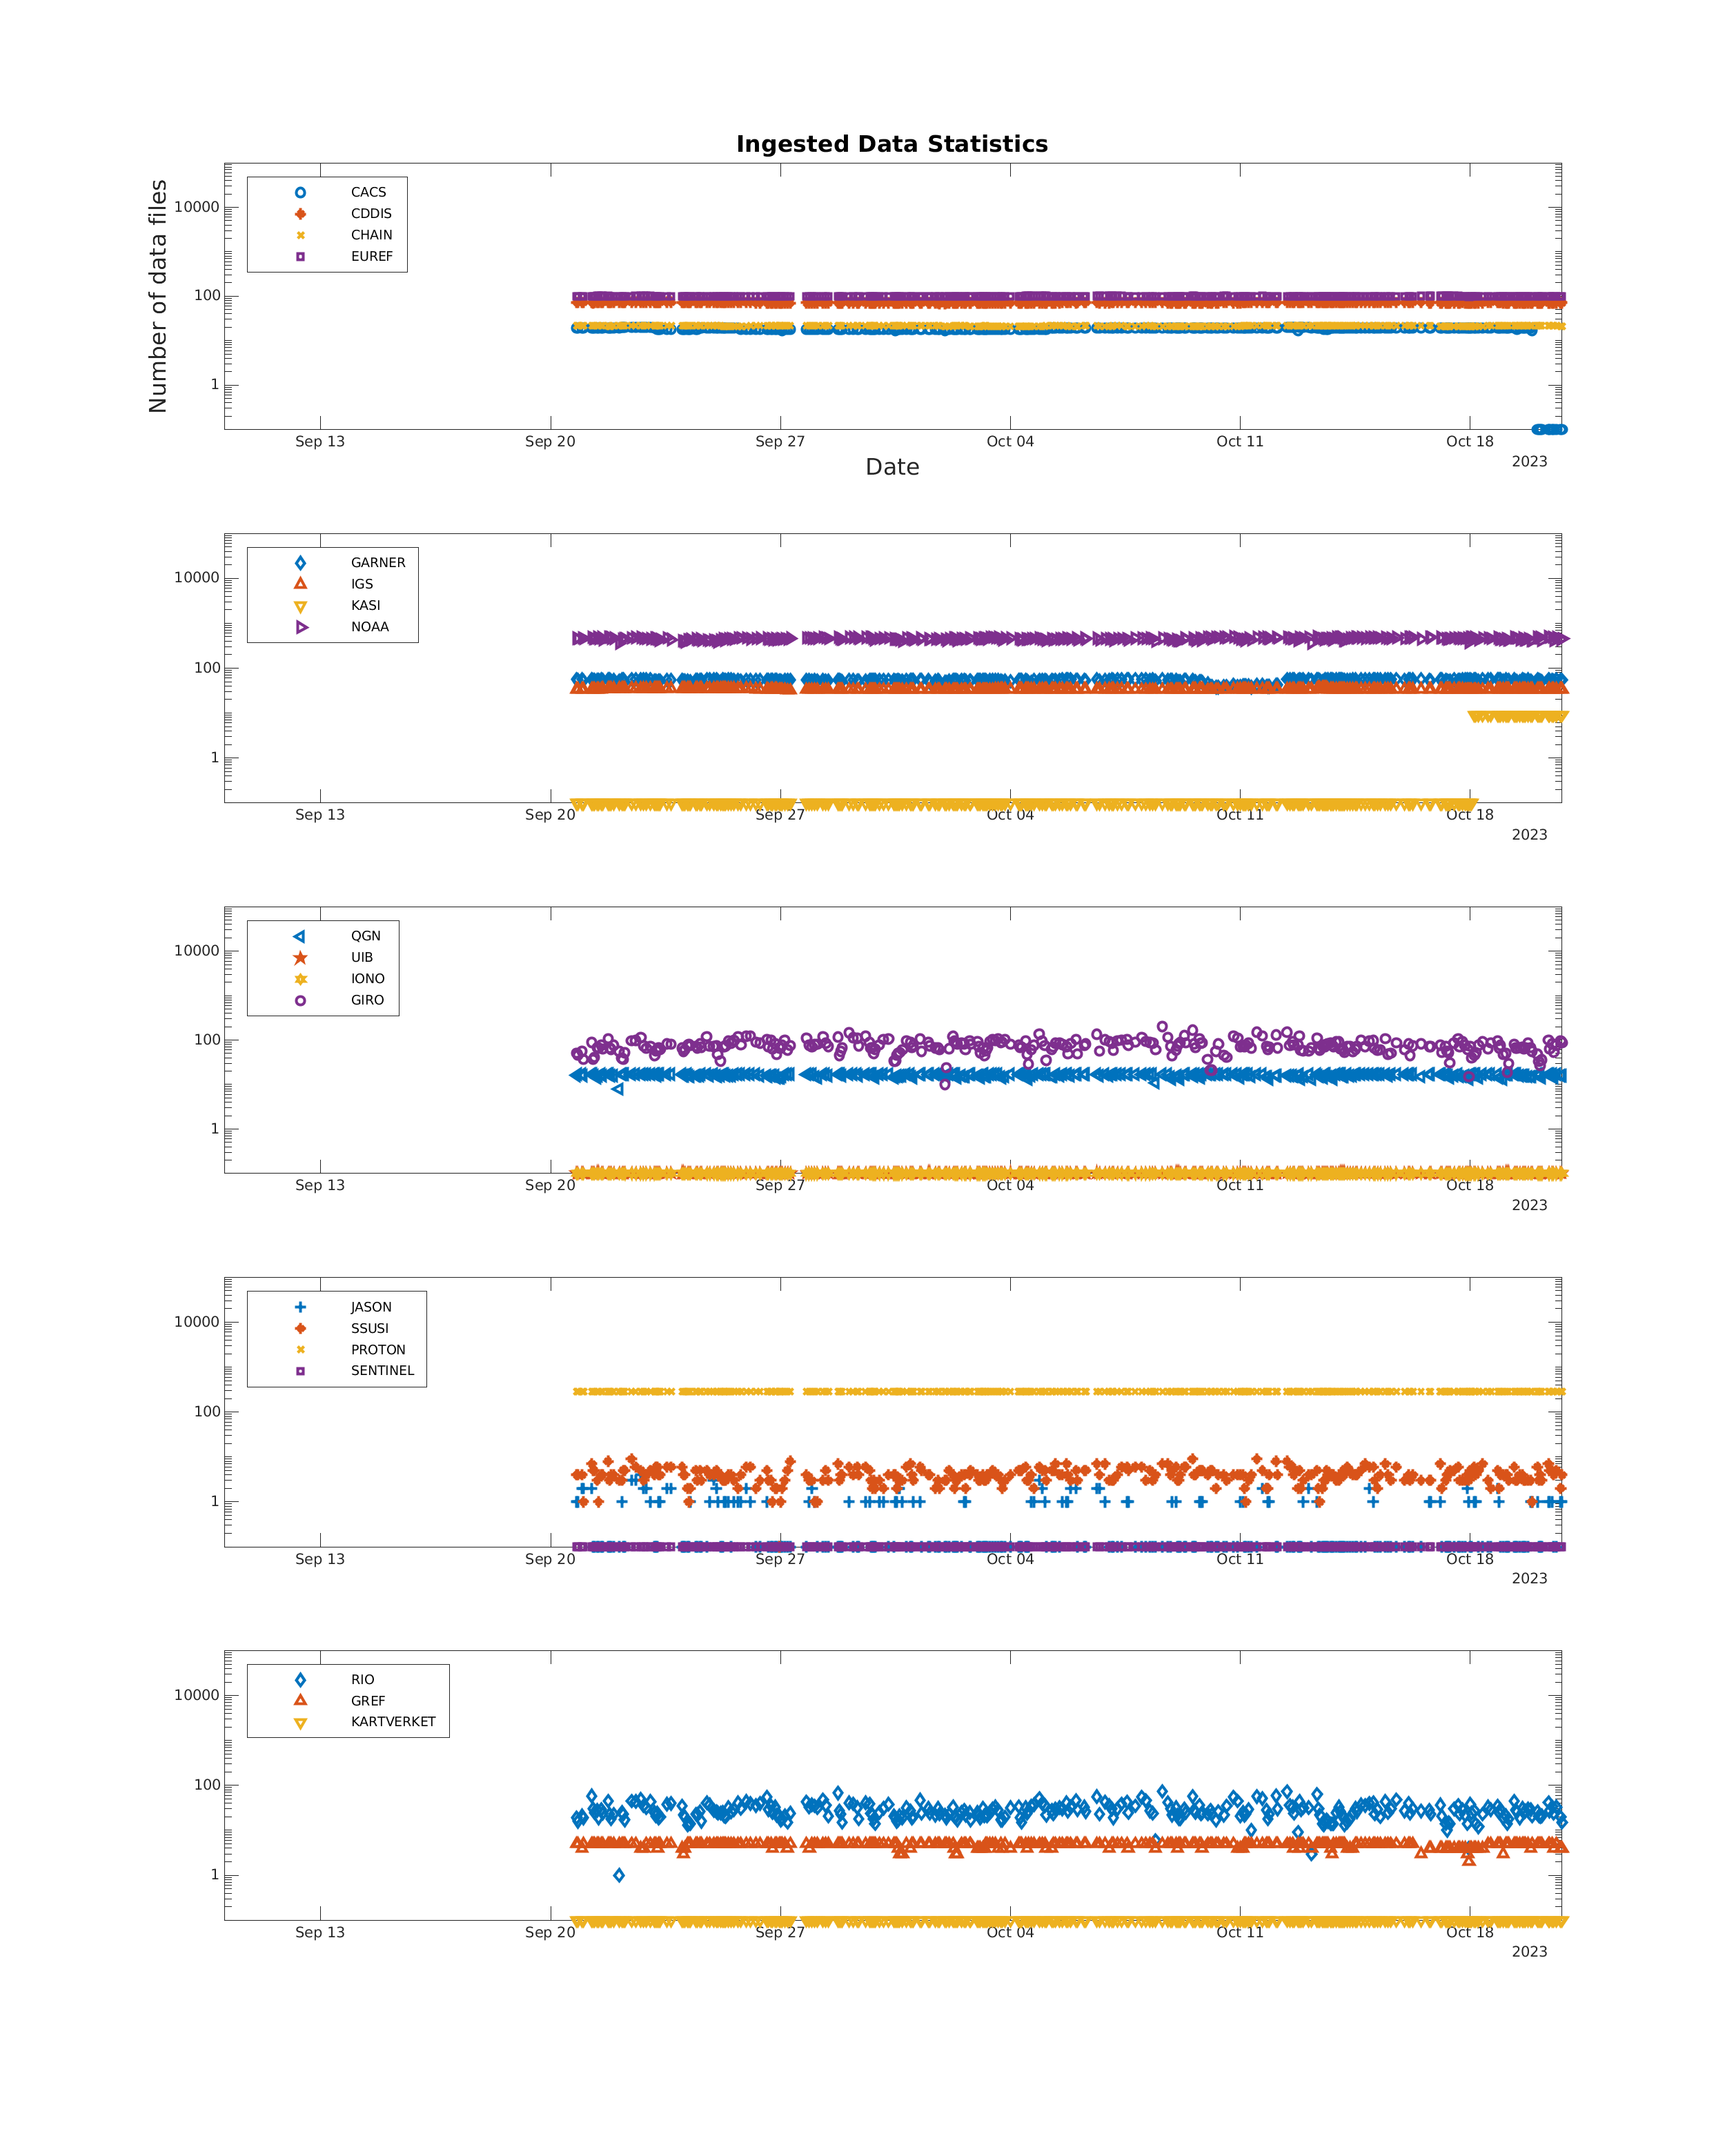 Ingested Data Statistics
Number of data files
CACS
CDDIS
CHAIN
EUREF
10000
100
1
Sep 13 Sep 20 Sep 27 Oct 04 Oct 11 Oct 18
2023
Date
GARNER
IGS
KASI
NOAA
10000
100
1
Sep 13 Sep 20 Sep 27 Oct 04 Oct 11 Oct 18
2023
QGN
UIB
IONO
GIRO
10000
100
1
Sep 13 Sep 20 Sep 27 Oct 04 Oct 11 Oct 18
2023
JASON
SSUSI
PROTON
SENTINEL
10000
100
1
Sep 13 Sep 20 Sep 27 Oct 04 Oct 11 Oct 18
2023
RIO
GREF
KARTVERKET
10000
100
1
Sep 13 Sep 20 Sep 27 Oct 04 Oct 11 Oct 18
2023